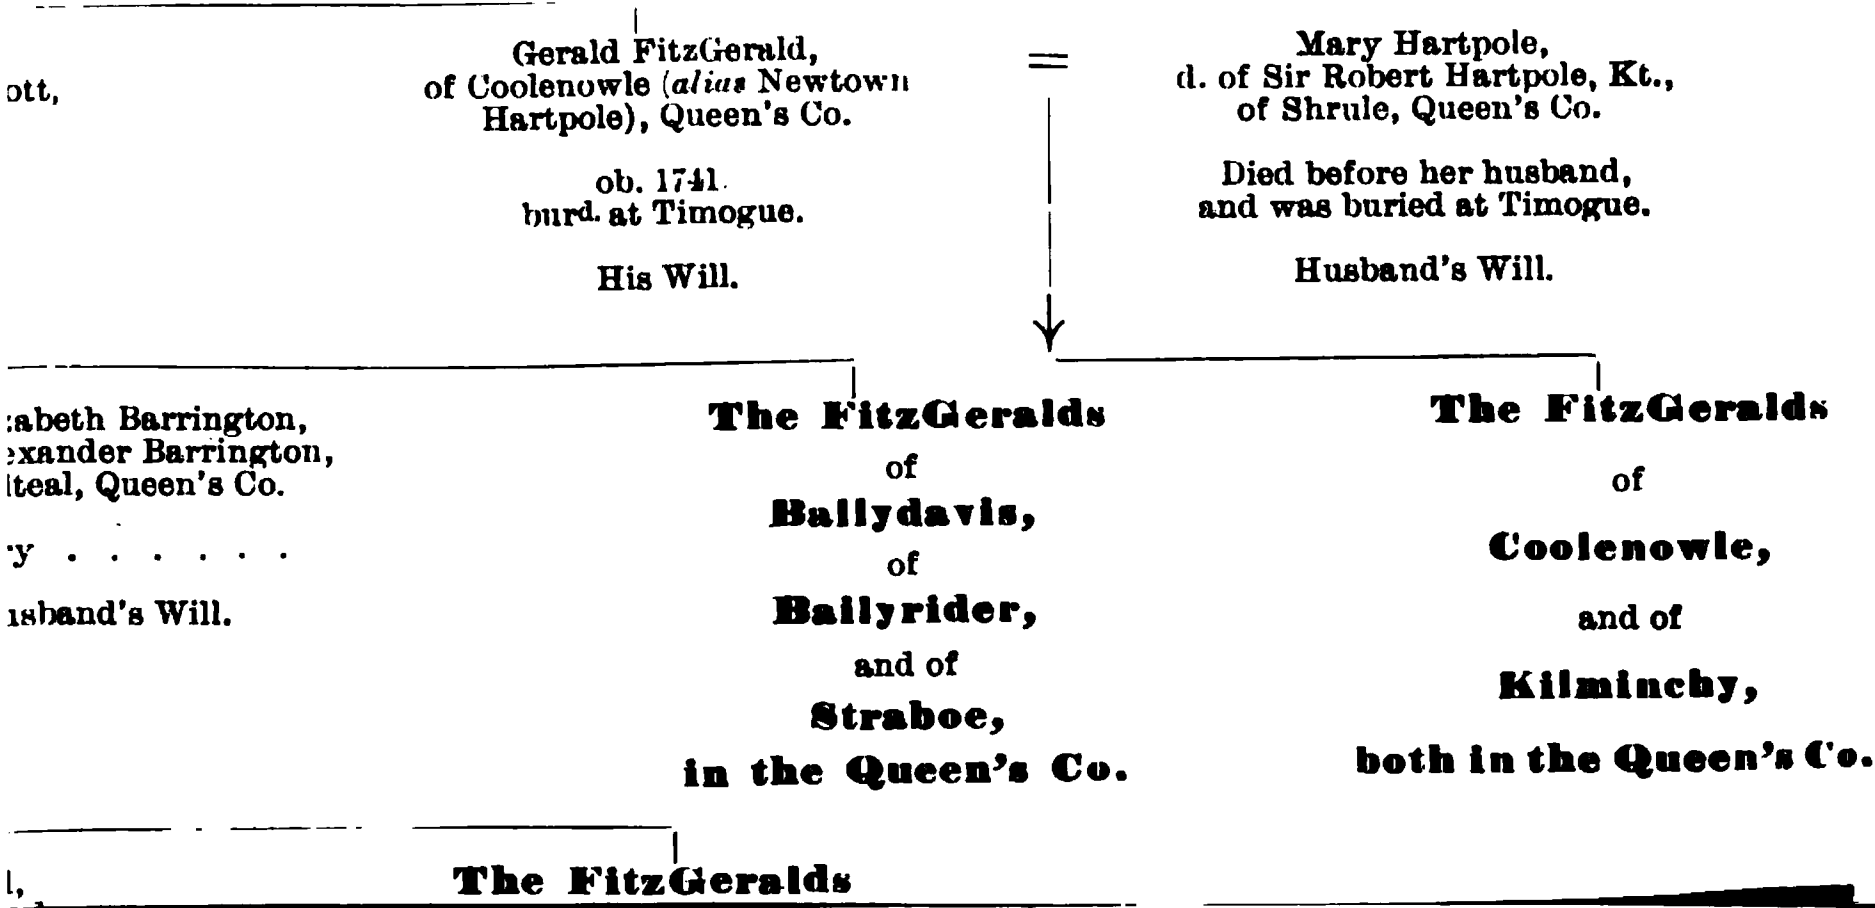 ott,
Gerald FitzGerald,
of Coolenowle (alias Newtown
Hartpole), Queen's Co.
ob. 1741.
burd. at Timogue.
His Will.
=
Mary Hartpole,
d. of Sir Robert Hartpole, Kt.,
of Shrule, Queen's Co.
Died before her husband,
and was buried at Timogue.
Husband's Will.
abeth Barrington,
exander Barrington,
lteal, Queen's Co.
y . . . . . .
usband's Will.
The FitzGeralds
of
Ballydavis,
of
Ballyrider,
and of
Straboe,
in the Queen's Co.
The FitzGeralds
of
Coolenowle,
and of
Kilminchy,
both in the Queen's Co.
l,
The FitzGeralds